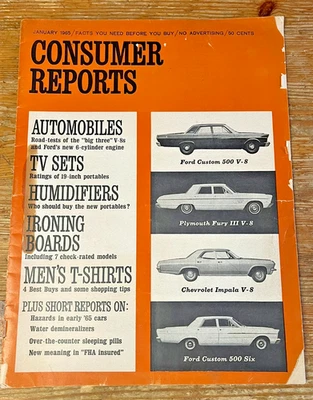 JANUARY 1965/FACTS YOU NEED BEFORE YOU BUY/NO ADVERTISING/60 CENTS
CONSUMER
REPORTS
AUTOMOBILES
Road-tests of the "big three" V-8s
and Ford's new 6-cylinder engine
TV SETS
Ratings of 19-inch portables
HUMIDIFIERS
Who should buy the new portables?
IRONING
BOARDS
Including 7 check-rated models
MEN'S T-SHIRTS
4 Best Buys and some shopping tips
PLUS SHORT REPORTS ON:
Hazards in early '65 cars
Water demineralizers
Over-the-counter sleeping pills
New meaning in "FHA insured"
Ford Custom 500 V-8
Plymouth Fury III V-8
Chevrolet Impala V-8
Ford Custom 500 Six